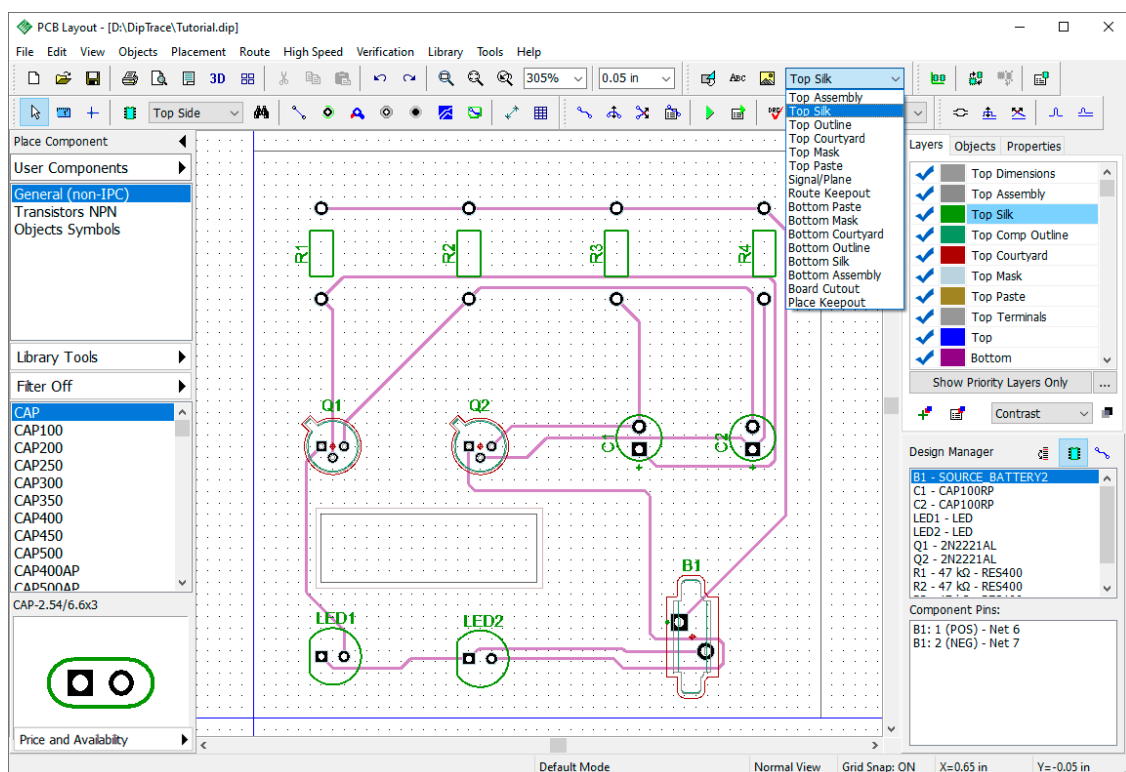 PCB Layout - [D:\DipTrace\Tutorial.dip]
File Edit View Objects Placement Route High Speed Verification Library Tools Help
3D 305% 0.05 in ABC Top Silk
Top Side
Top Assembly
Top Silk
Top Outline
Top Courtyard
Top Mask
Top Paste
Signal/Plane
Route Keepout
Bottom Paste
Bottom Mask
Bottom Courtyard
Bottom Outline
Bottom Silk
Bottom Assembly
Board Cutout
Place Keepout
Place Component
User Components
General (non-IPC)
Transistors NPN
Objects Symbols
Library Tools
Filter Off
CAP
CAP100
CAP200
CAP250
CAP300
CAP350
CAP400
CAP450
CAP500
CAP400AP
CAP500AP
CAP-2.54/6.6x3
Price and Availability
R1 R2 R3 R4
Q1 Q2 C1 C2
B1
LED1 LED2
Layers Objects Properties
Top Dimensions
Top Assembly
Top Silk
Top Comp Outline
Top Courtyard
Top Mask
Top Paste
Top Terminals
Top
Bottom
Show Priority Layers Only ...
Contrast
Design Manager
B1 - SOURCE_BATTERY2
C1 - CAP100RP
C2 - CAP100RP
LED1 - LED
LED2 - LED
Q1 - 2N2221AL
Q2 - 2N2221AL
R1 - 47 kΩ - RES400
R2 - 47 kΩ - RES400
Component Pins:
B1: 1 (POS) - Net 6
B1: 2 (NEG) - Net 7
Default Mode Normal View Grid Snap: ON X=0.65 in Y=-0.05 in